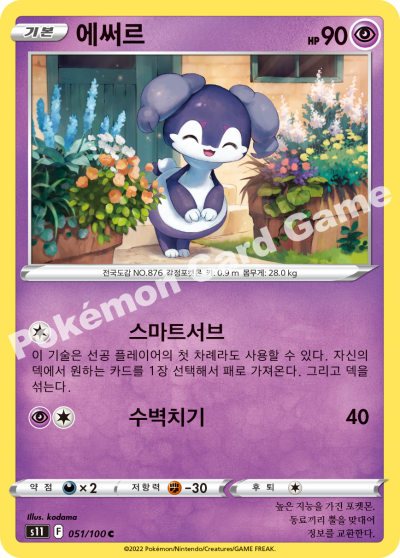 기본 에써르 HP 90
전국도감 NO.876 감정포켓몬 키: 0.9 m 몸무게: 28.0 kg
스마트서브
이 기술은 선공 플레이어의 첫 차례라도 사용할 수 있다. 자신의
덱에서 원하는 카드를 1장 선택해서 패로 가져온다. 그리고 덱을
섞는다.
수벽치기 40
약점 ×2 저항력 -30 후퇴
Illus. kodama
s11 F 051/100 C
높은 지능을 가진 포켓몬.
동료끼리 뿔을 맞대어
정보를 교환한다.
©2022 Pokémon/Nintendo/Creatures/GAME FREAK.
Pokémon Card Game